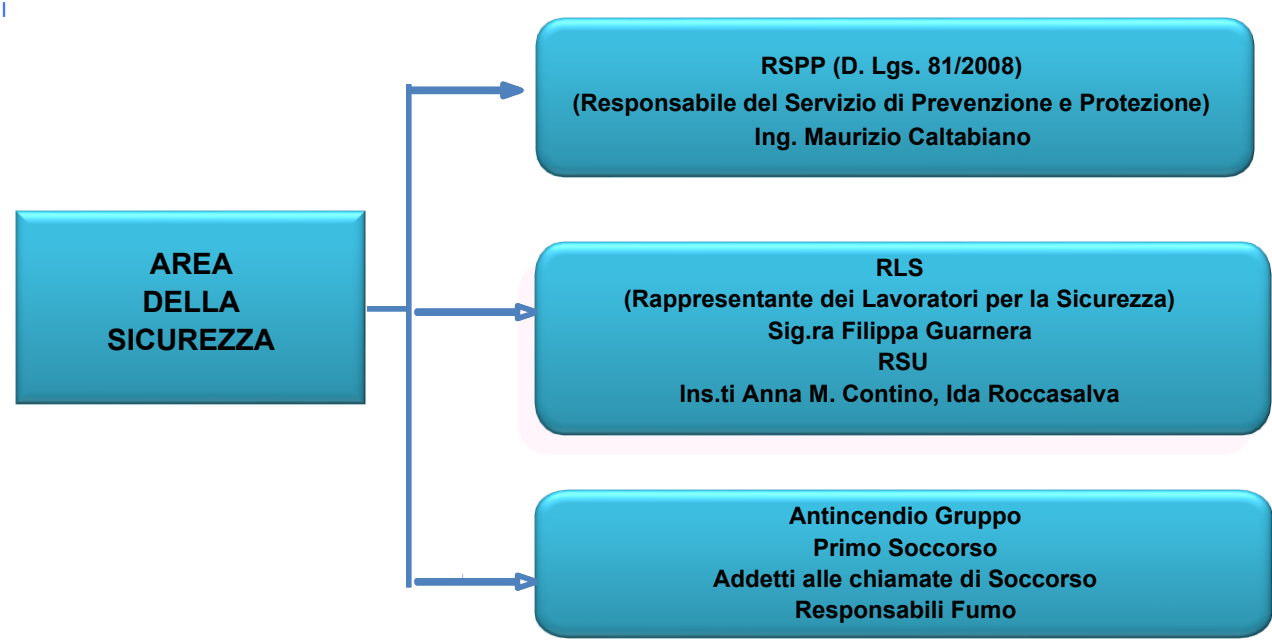 AREA
DELLA
SICUREZZA
RSPP (D. Lgs. 81/2008)
(Responsabile del Servizio di Prevenzione e Protezione)
Ing. Maurizio Caltabiano
RLS
(Rappresentante dei Lavoratori per la Sicurezza)
Sig.ra Filippa Guarnera
RSU
Ins.ti Anna M. Contino, Ida Roccasalva
Antincendio Gruppo
Primo Soccorso
Addetti alle chiamate di Soccorso
Responsabili Fumo